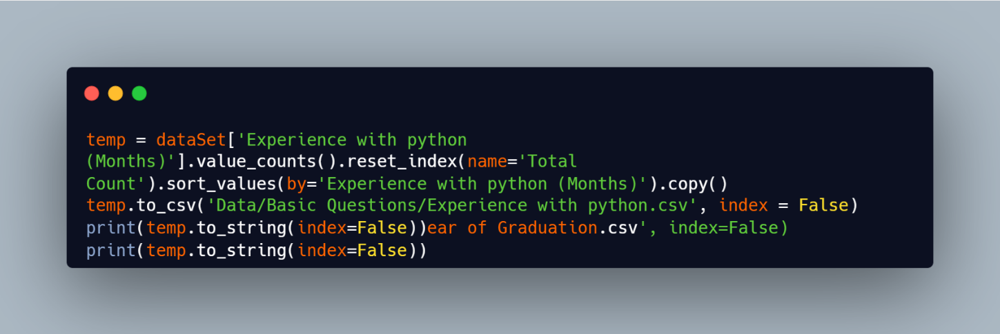 temp = dataSet['Experience with python
(Months)'].value_counts().reset_index(name='Total
Count').sort_values(by='Experience with python (Months)').copy()
temp.to_csv('Data/Basic Questions/Experience with python.csv', index = False)
print(temp.to_string(index=False))ear of Graduation.csv', index=False)
print(temp.to_string(index=False))